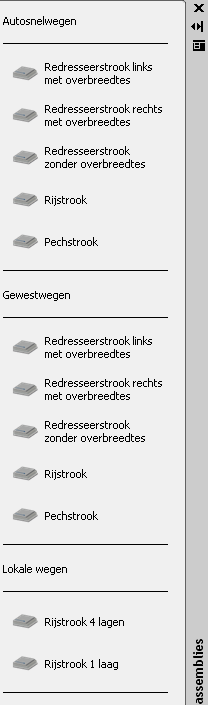 Autosnelwegen
Redresseerstrook links
met overbreedtes
Redresseerstrook rechts
met overbreedtes
Redresseerstrook
zonder overbreedtes
Rijstrook
Pechstrook
Gewestwegen
Redresseerstrook links
met overbreedtes
Redresseerstrook rechts
met overbreedtes
Redresseerstrook
zonder overbreedtes
Rijstrook
Pechstrook
Lokale wegen
Rijstrook 4 lagen
Rijstrook 1 laag
assemblies